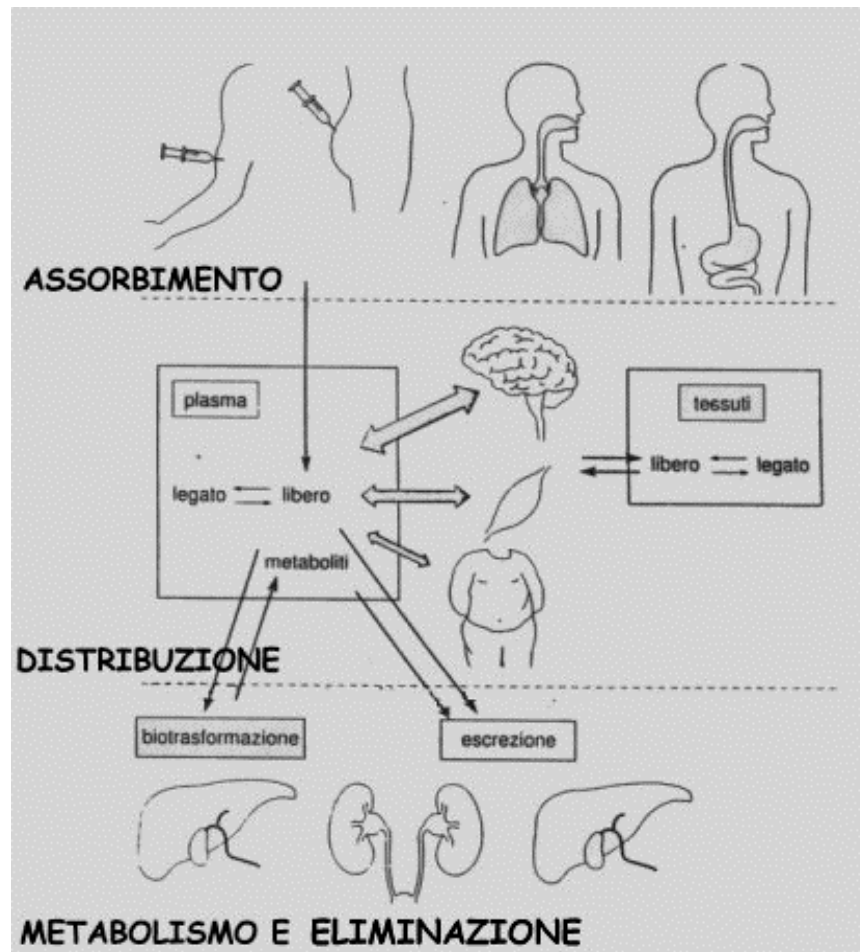 ASSORBIMENTO
plasma
tessuti
legato libero
libero legato
metaboliti
DISTRIBUZIONE
biotrasformazione
escrezione
METABOLISMO E ELIMINAZIONE